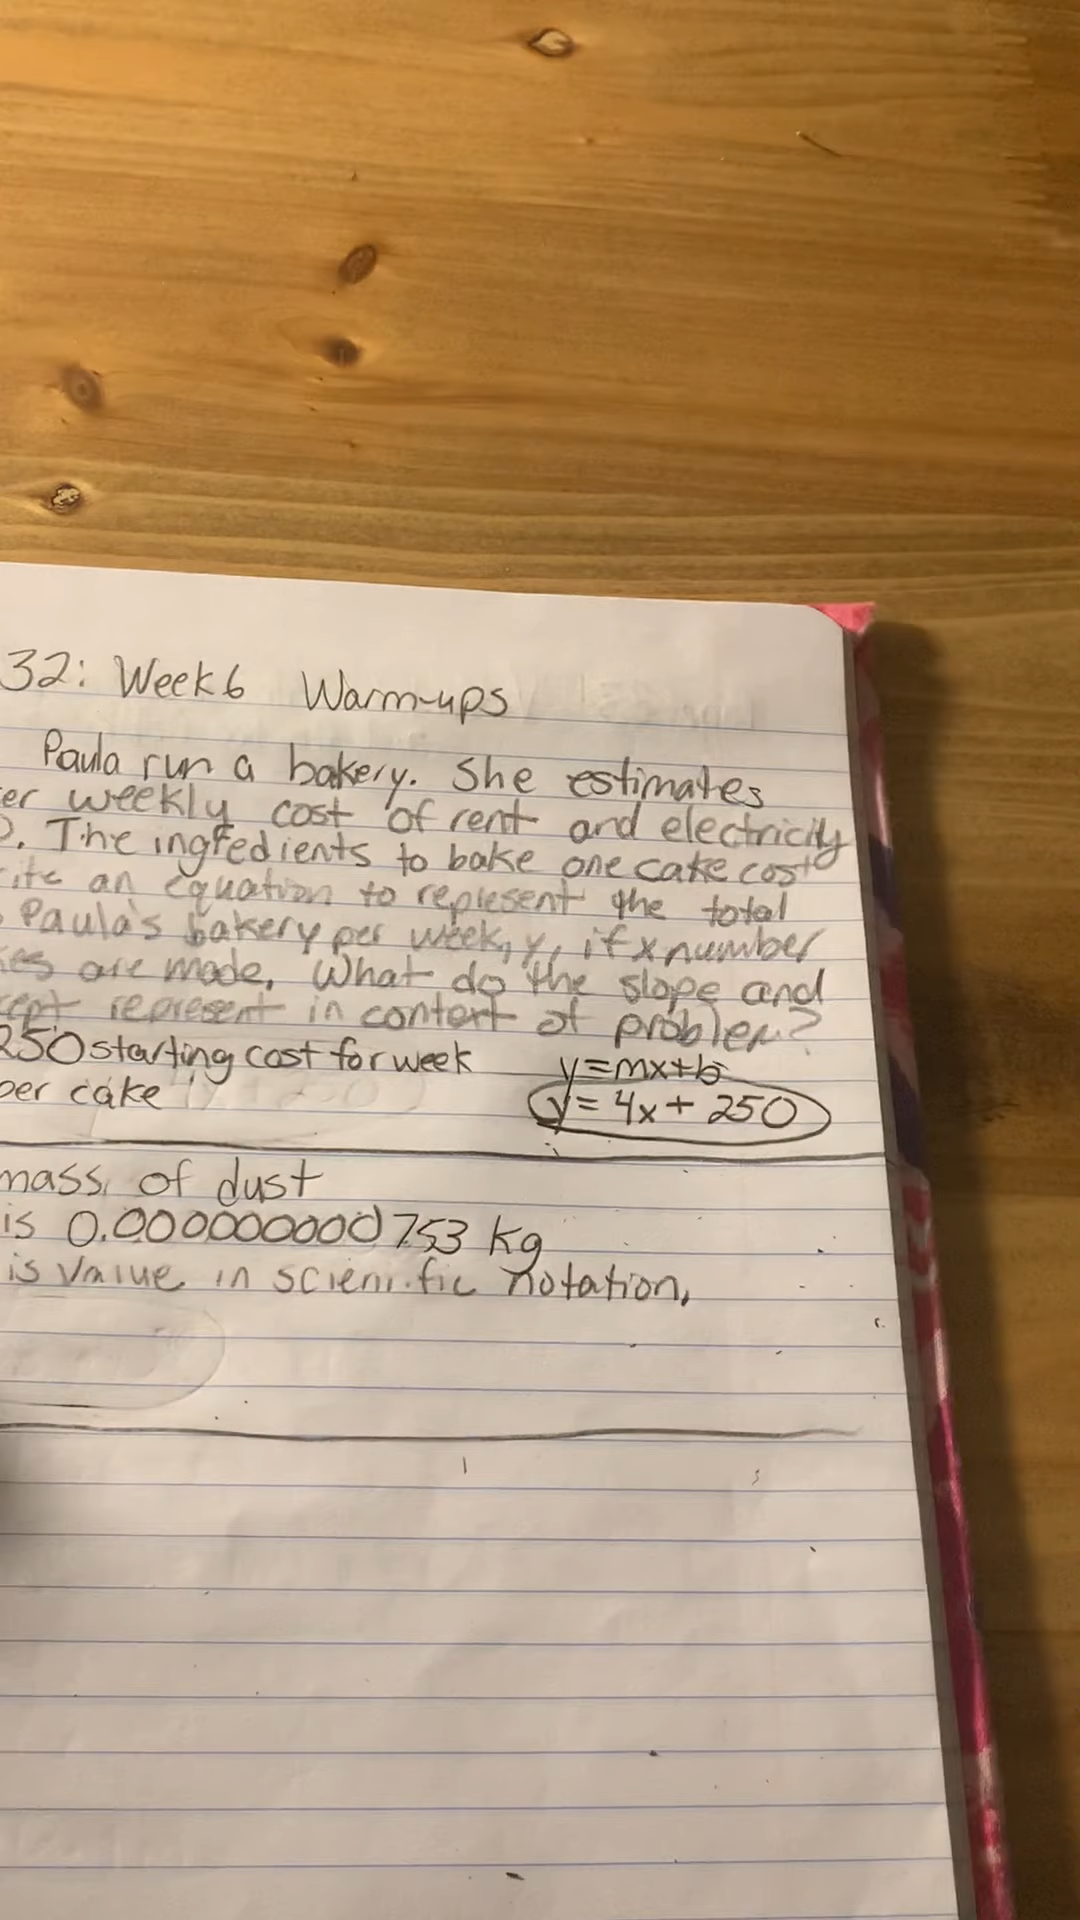 32: Week 6 Warm-ups
Paula run a bakery. She estimates
er weekly cost of rent and electricity
. The ingredients to bake one cake cost
ite an equation to represent the total
Paula's bakery per week, y, if x number
es are made. What do the slope and
cept represent in context of problem?
250 starting cost for week y=mx+b
per cake y= 4x + 250
mass of dust
is 0.000000000753 kg
is value in scientific notation.